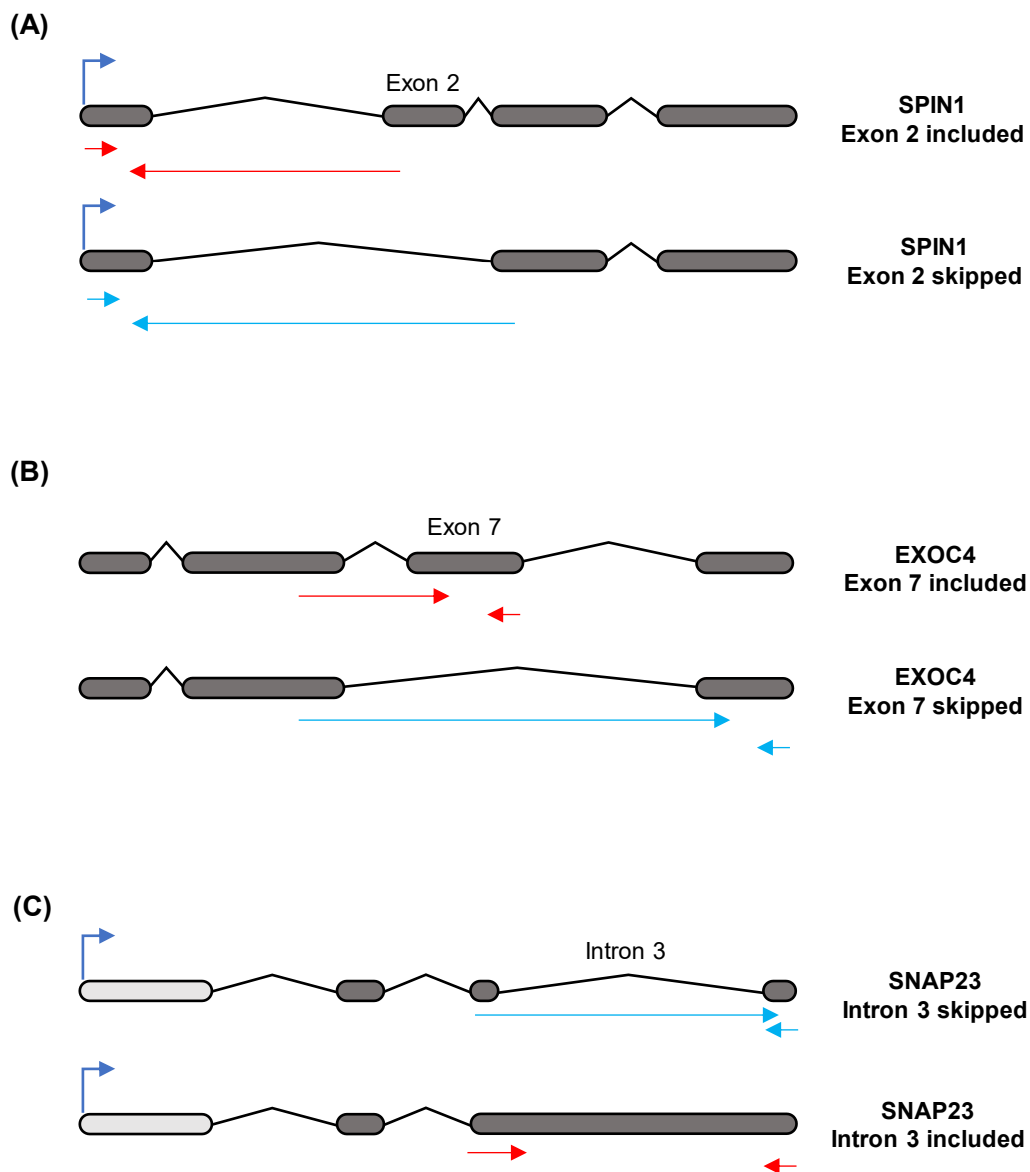 (A)
Exon 2
SPIN1
Exon 2 included
SPIN1
Exon 2 skipped
(B)
Exon 7
EXOC4
Exon 7 included
EXOC4
Exon 7 skipped
(C)
Intron 3
SNAP23
Intron 3 skipped
SNAP23
Intron 3 included